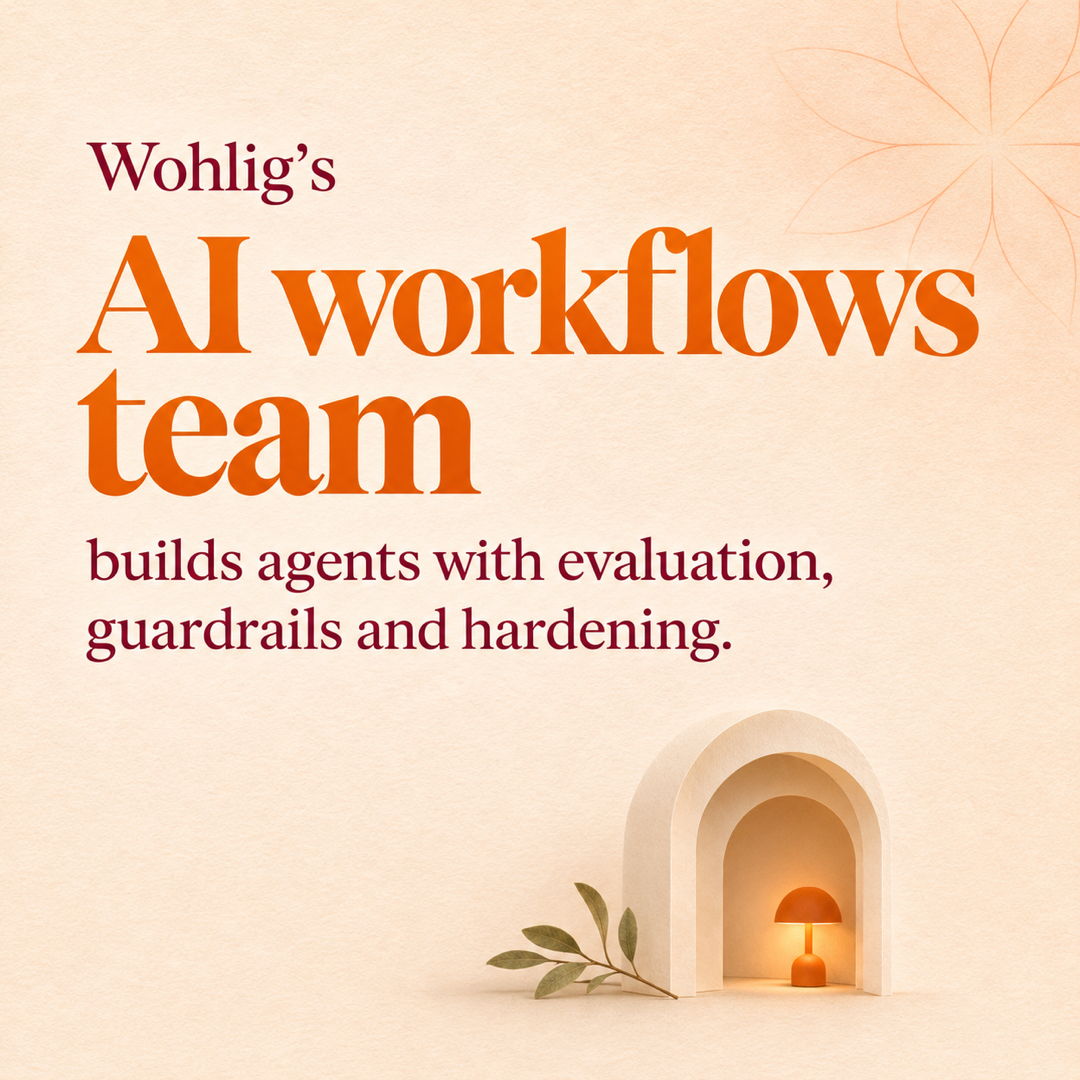 Wohlig’s
AI workflows
team
builds agents with evaluation,
guardrails and hardening.